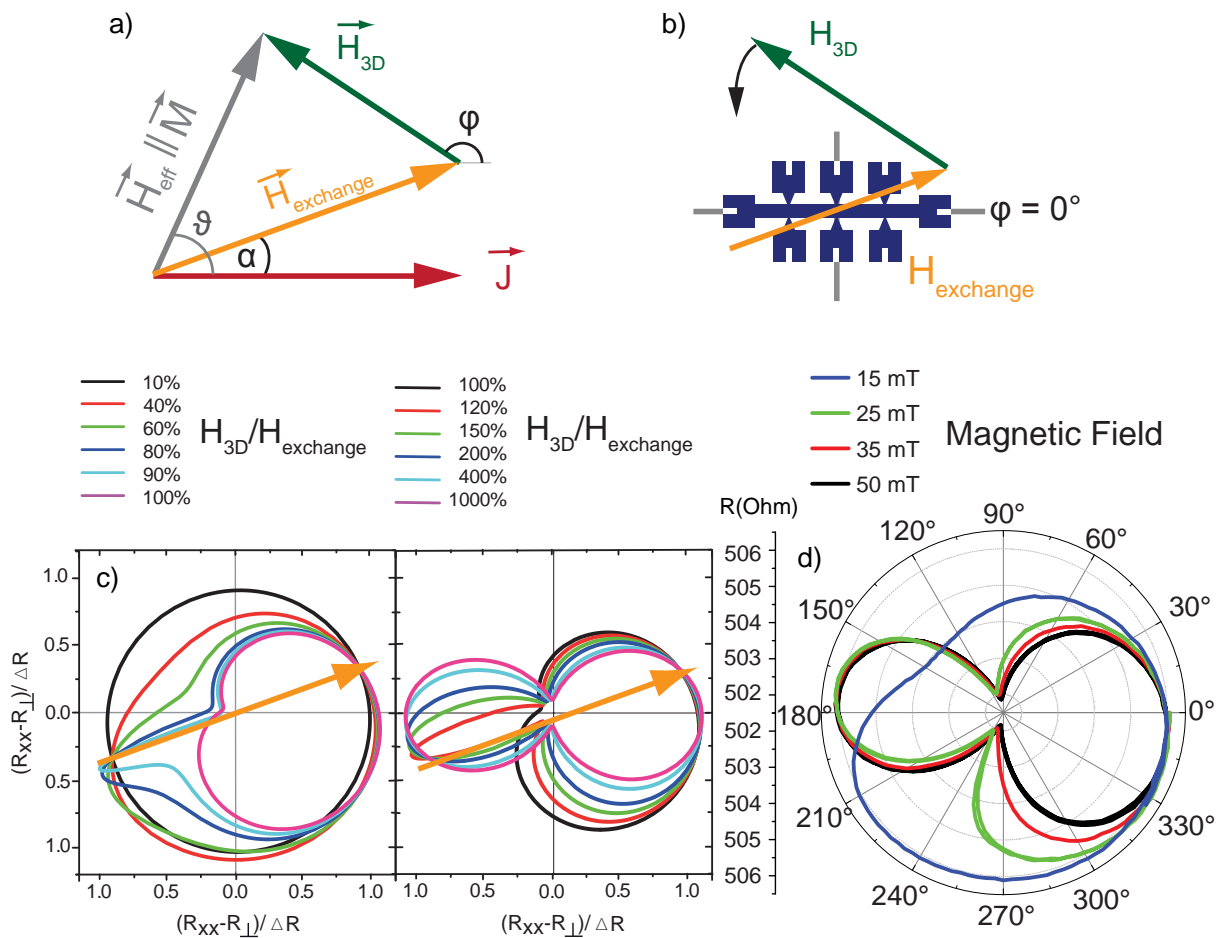 a)
H3D
φ
Heff || M
Hexchange
ϑ
α
J
b)
H3D
φ = 0°
Hexchange
10%
40%
60%
80%
90%
100%
H3D/Hexchange
100%
120%
150%
200%
400%
1000%
H3D/Hexchange
15 mT
25 mT
35 mT
50 mT
Magnetic Field
c)
(Rxx-R⊥)/△R
1.0
0.5
0.0
0.5
1.0
1.0
0.5
0.0
0.5
1.0
(Rxx-R⊥)/△R
1.0
0.5
0.0
0.5
1.0
(Rxx-R⊥)/△R
R(Ohm)
506
505
504
503
502
502
503
504
505
506
d)
90°
60°
30°
0°
330°
300°
270°
240°
210°
180°
150°
120°